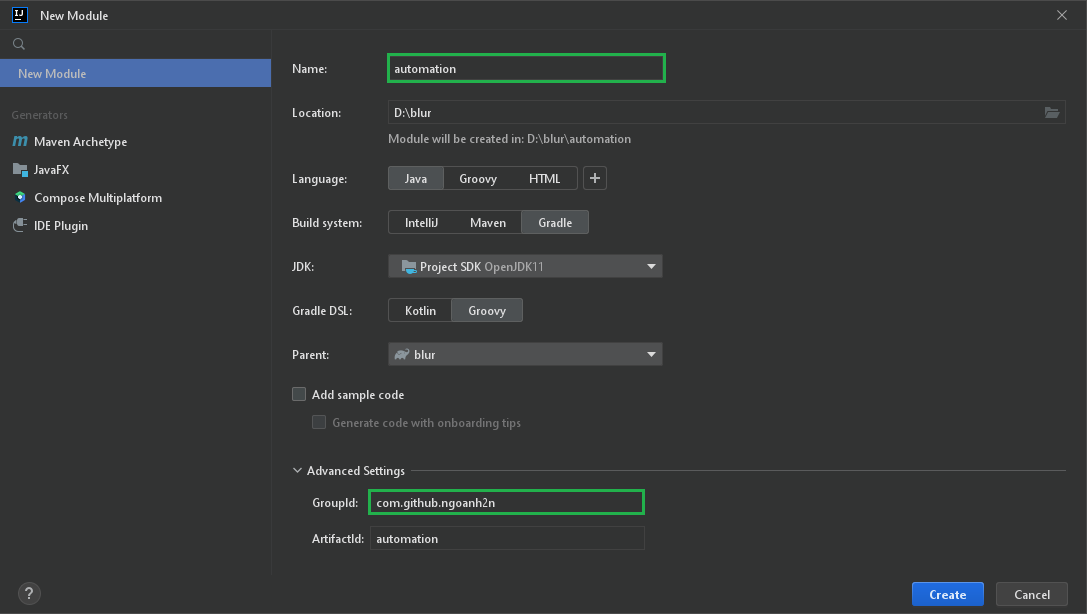 IJ New Module
New Module
Generators
m Maven Archetype
JavaFX
Compose Multiplatform
IDE Plugin
Name: automation
Location: D:\blur
Module will be created in: D:\blur\automation
Language: Java Groovy HTML +
Build system: IntelliJ Maven Gradle
JDK: Project SDK OpenJDK11
Gradle DSL: Kotlin Groovy
Parent: blur
Add sample code
Generate code with onboarding tips
Advanced Settings
GroupId: com.github.ngoanh2n
ArtifactId: automation
? Create Cancel